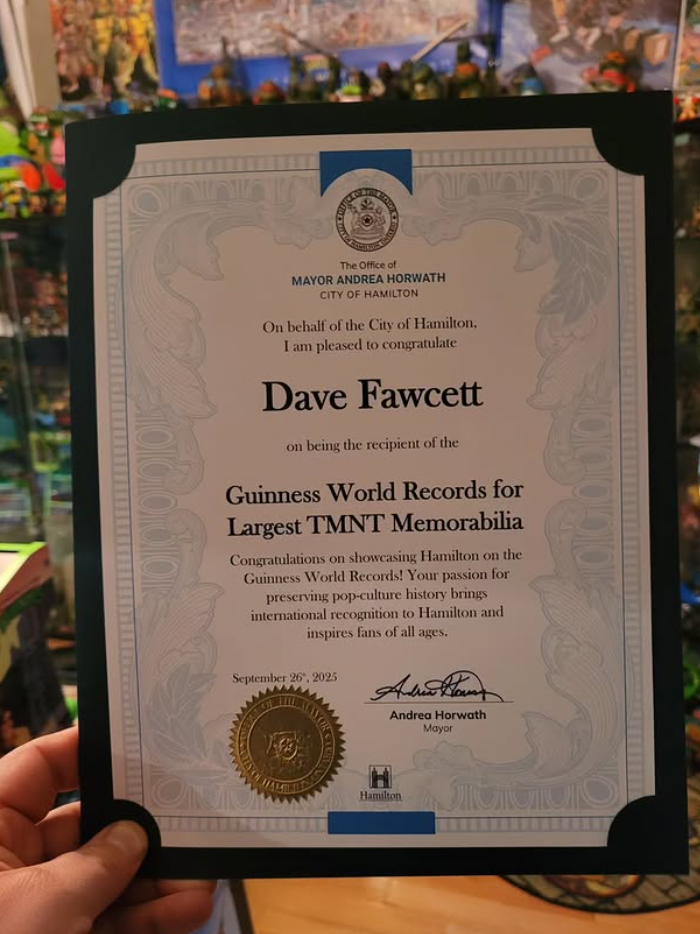 The Office of
MAYOR ANDREA HORWATH
CITY OF HAMILTON
On behalf of the City of Hamilton,
I am pleased to congratulate
Dave Fawcett
on being the recipient of the
Guinness World Records for
Largest TMNT Memorabilia
Congratulations on showcasing Hamilton on the
Guinness World Records! Your passion for
preserving pop-culture history brings
international recognition to Hamilton and
inspires fans of all ages.
September 26ᵗ, 2025
Andrea Horwath
Mayor
Hamilton